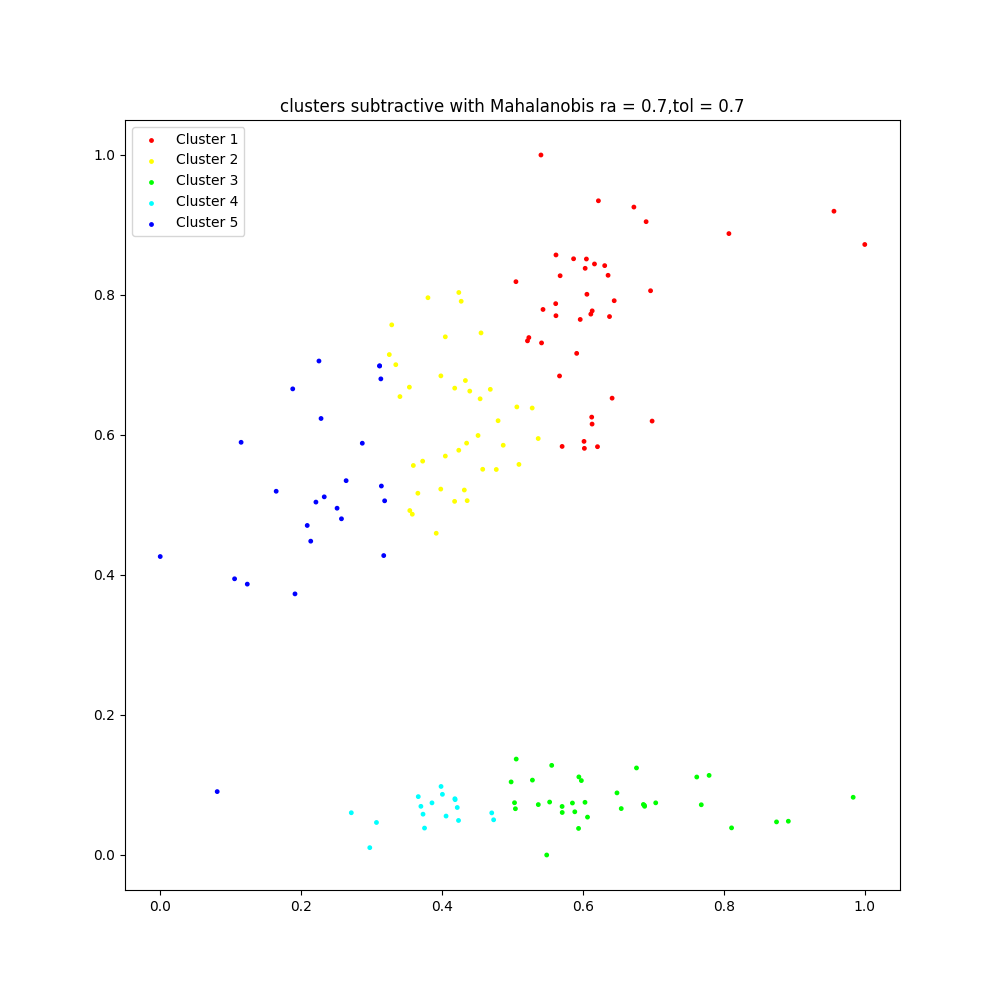 clusters subtractive with Mahalanobis ra = 0.7,tol = 0.7
Cluster 1
Cluster 2
Cluster 3
Cluster 4
Cluster 5
1.0
0.8
0.6
0.4
0.2
0.0
0.0 0.2 0.4 0.6 0.8 1.0